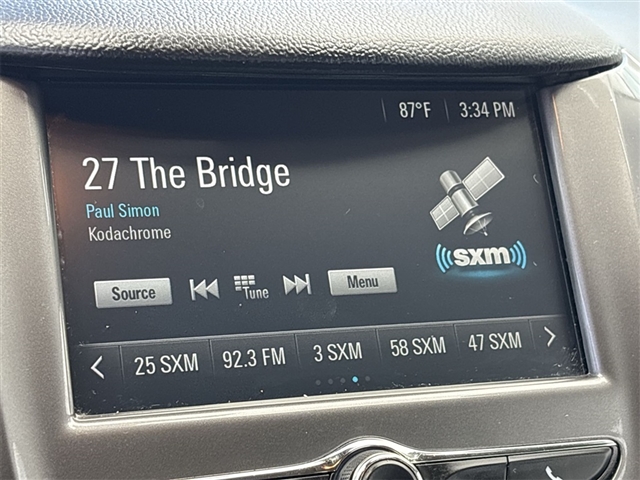 87°F 3:34 PM
27 The Bridge
Paul Simon
Kodachrome
sxm
Source Tune Menu
25 SXM 92.3 FM 3 SXM 58 SXM 47 SXM